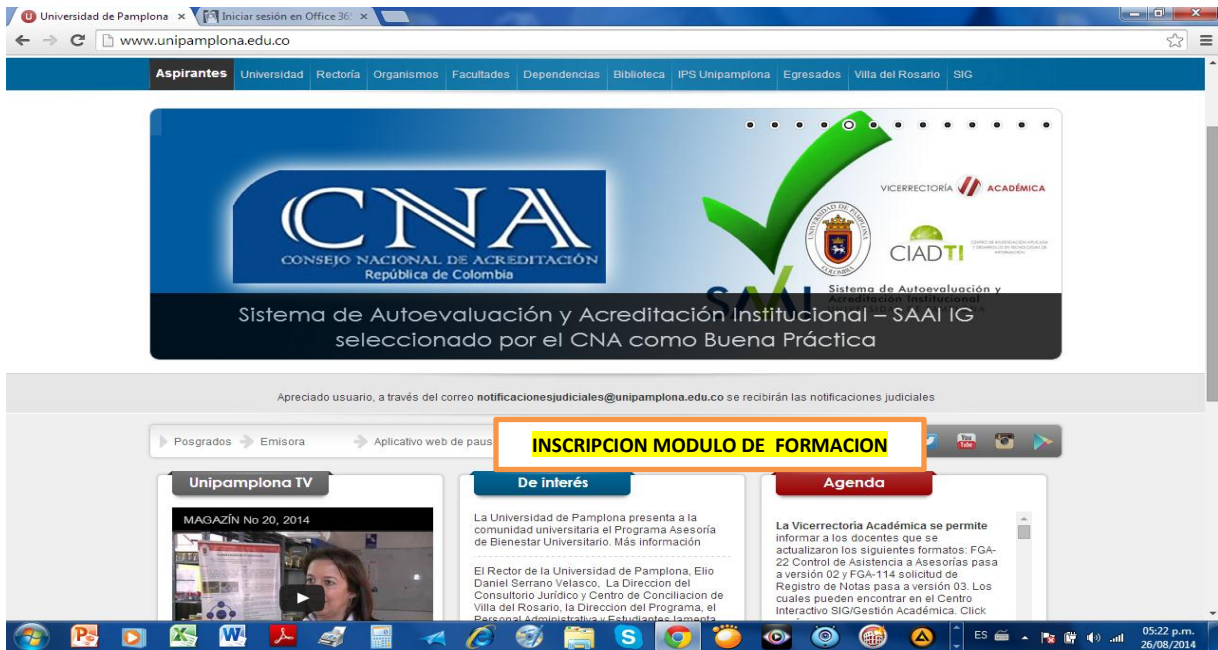 Universidad de Pamplona
Iniciar sesión en Office 365
www.unipamplona.edu.co
Aspirantes Universidad Rectoría Organismos Facultades Dependencias Biblioteca IPS Unipamplona Egresados Villa del Rosario SIG
VICERRECTORÍA ACADÉMICA
CNA
CONSEJO NACIONAL DE ACREDITACIÓN
República de Colombia
CIADTI
SAAI
Sistema de Autoevaluación y
Acreditación Institucional
Sistema de Autoevaluación y Acreditación Institucional – SAAI IG
seleccionado por el CNA como Buena Práctica
Apreciado usuario, a través del correo notificacionesjudiciales@unipamplona.edu.co se recibirán las notificaciones judiciales
Posgrados Emisora Aplicativo web de paus
INSCRIPCION MODULO DE FORMACION
You
Tube
Unipamplona TV
MAGAZÍN No 20, 2014
De interés
La Universidad de Pamplona presenta a la
comunidad universitaria el Programa Asesoría
de Bienestar Universitario. Más información
El Rector de la Universidad de Pamplona, Elio
Daniel Serrano Velasco, La Direccion del
Consultorio Jurídico y Centro de Conciliacion de
Villa del Rosario, la Direccion del Programa, el
Personal Administrativa y Estudiantes lamenta
Agenda
La Vicerrectoría Académica se permite
informar a los docentes que se
actualizaron los siguientes formatos: FGA-
22 Control de Asistencia a Asesorías pasa
a versión 02 y FGA-114 solicitud de
Registro de Notas pasa a versión 03. Los
cuales pueden encontrar en el Centro
Interactivo SIG/Gestión Académica. Click
ES
05:22 p.m.
26/08/2014